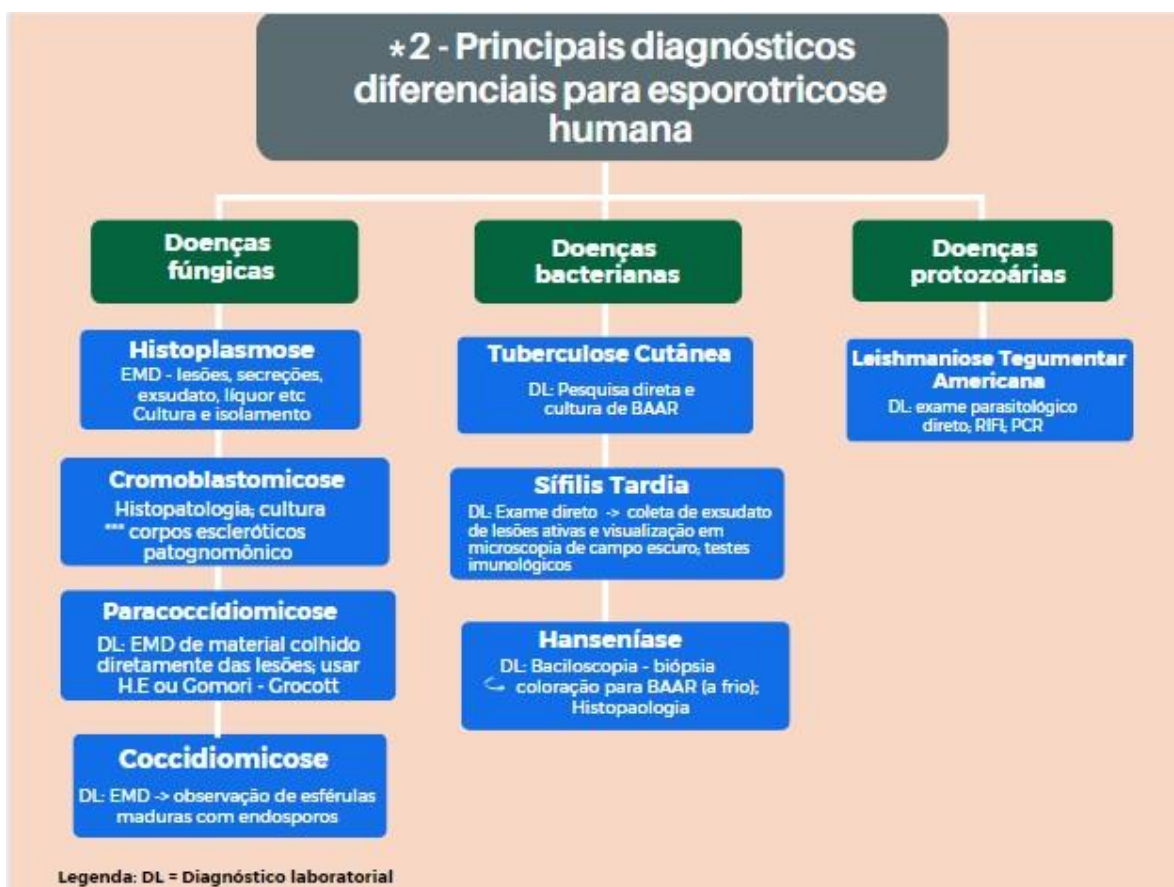 *2 - Principais diagnósticos
diferenciais para esporotricose
humana
Doenças
fúngicas
Histoplasmose
EMD - lesões, secreções,
exsudato, líquor etc
Cultura e isolamento
Cromoblastomicose
Histopatologia; cultura
*** corpos escleróticos
patognomônico
Paracoccídiomicose
DL: EMD de material colhido
diretamente das lesões; usar
H.E ou Gomori - Grocott
Coccidiomicose
DL: EMD -> observação de esférulas
maduras com endosporos
Doenças
bacterianas
Tuberculose Cutânea
DL: Pesquisa direta e
cultura de BAAR
Sífilis Tardia
DL: Exame direto -> coleta de exsudato
de lesões ativas e visualização em
microscopia de campo escuro; testes
imunológicos
Hanseníase
DL: Baciloscopia - biópsia
coloração para BAAR (a frio);
Histopaologia
Doenças
protozoárias
Leishmaniose Tegumentar
Americana
DL: exame parasitológico
direto; RIFI; PCR
Legenda: DL = Diagnóstico laboratorial